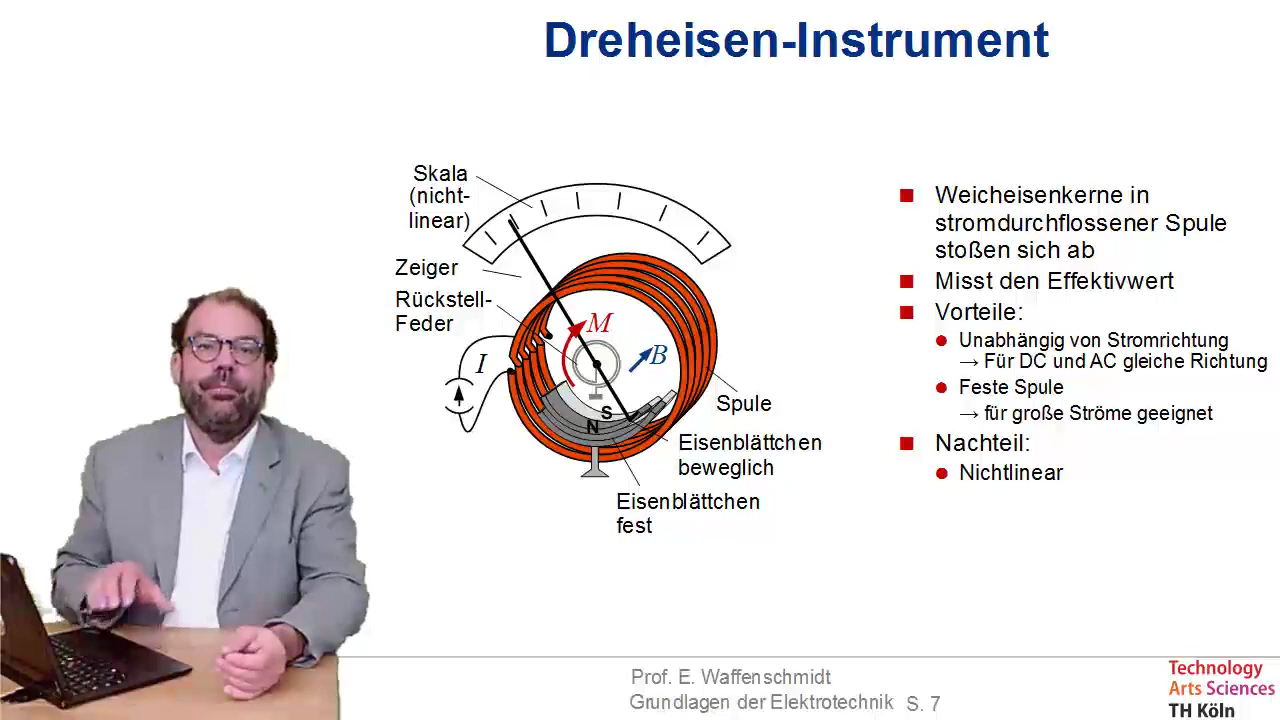 Dreheisen-Instrument
Skala
(nicht-
linear)
Zeiger
Rückstell-
Feder
I
M
B
S
N
Spule
Eisenblättchen
beweglich
Eisenblättchen
fest
Weicheisenkerne in
stromdurchflossener Spule
stoßen sich ab
Misst den Effektivwert
Vorteile:
Unabhängig von Stromrichtung
→ Für DC und AC gleiche Richtung
Feste Spule
→ für große Ströme geeignet
Nachteil:
Nichtlinear
Prof. E. Waffenschmidt
Grundlagen der Elektrotechnik S. 7
Technology
Arts Sciences
TH Köln